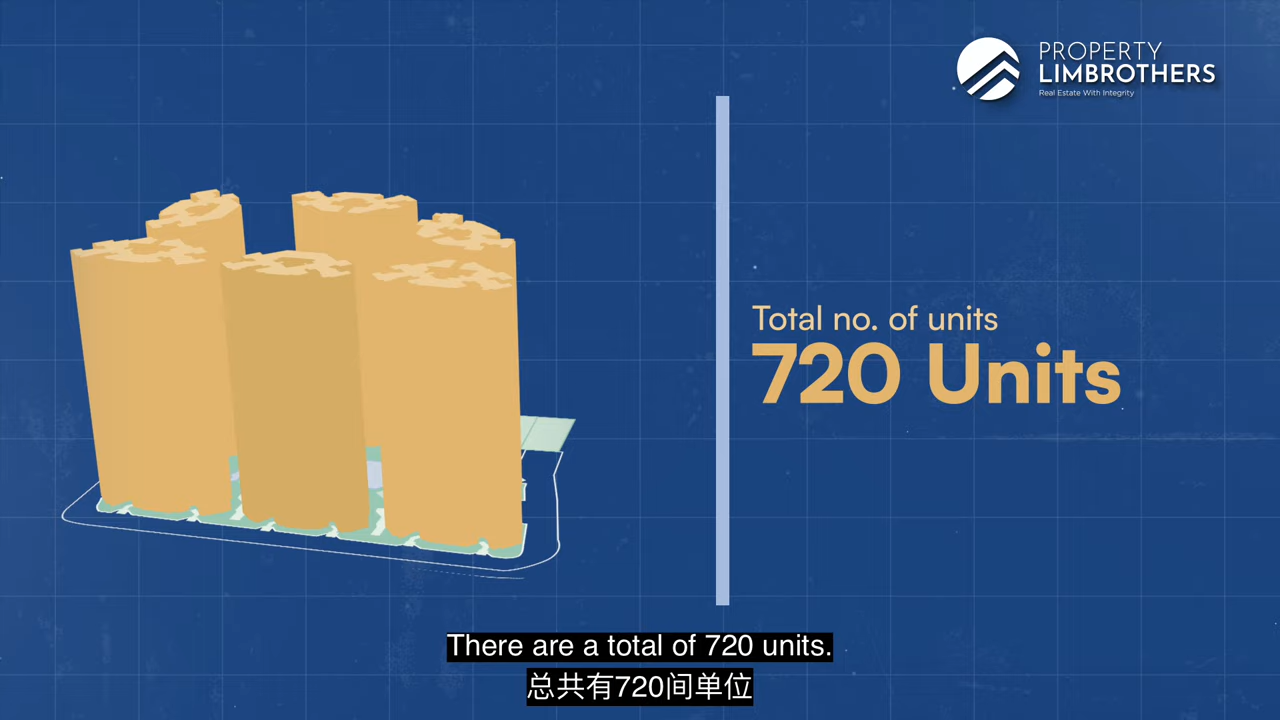 PROPERTY
LIMBROTHERS
Real Estate With Integrity
Total no. of units
720 Units
There are a total of 720 units.
总共有720间单位